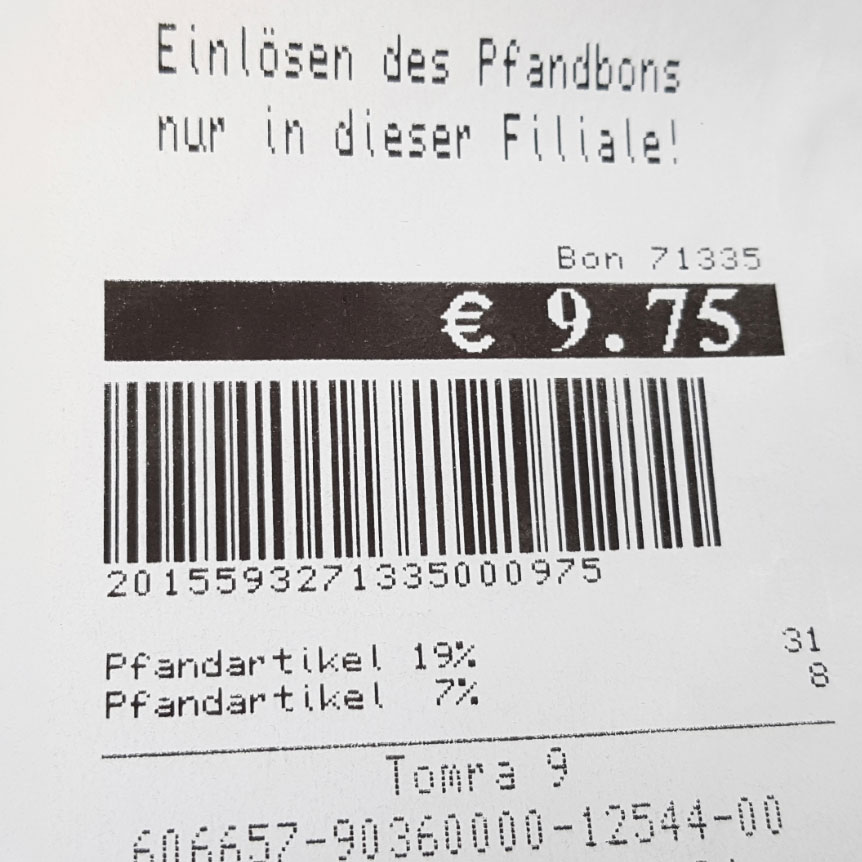 Einlösen des Pfandbons
nur in dieser Filiale!
Bon 71335
€ 9.75
2015593271335000975
Pfandartikel 19% 31
Pfandartikel 7% 8
Tomra 9
606657-90360000-12544-00